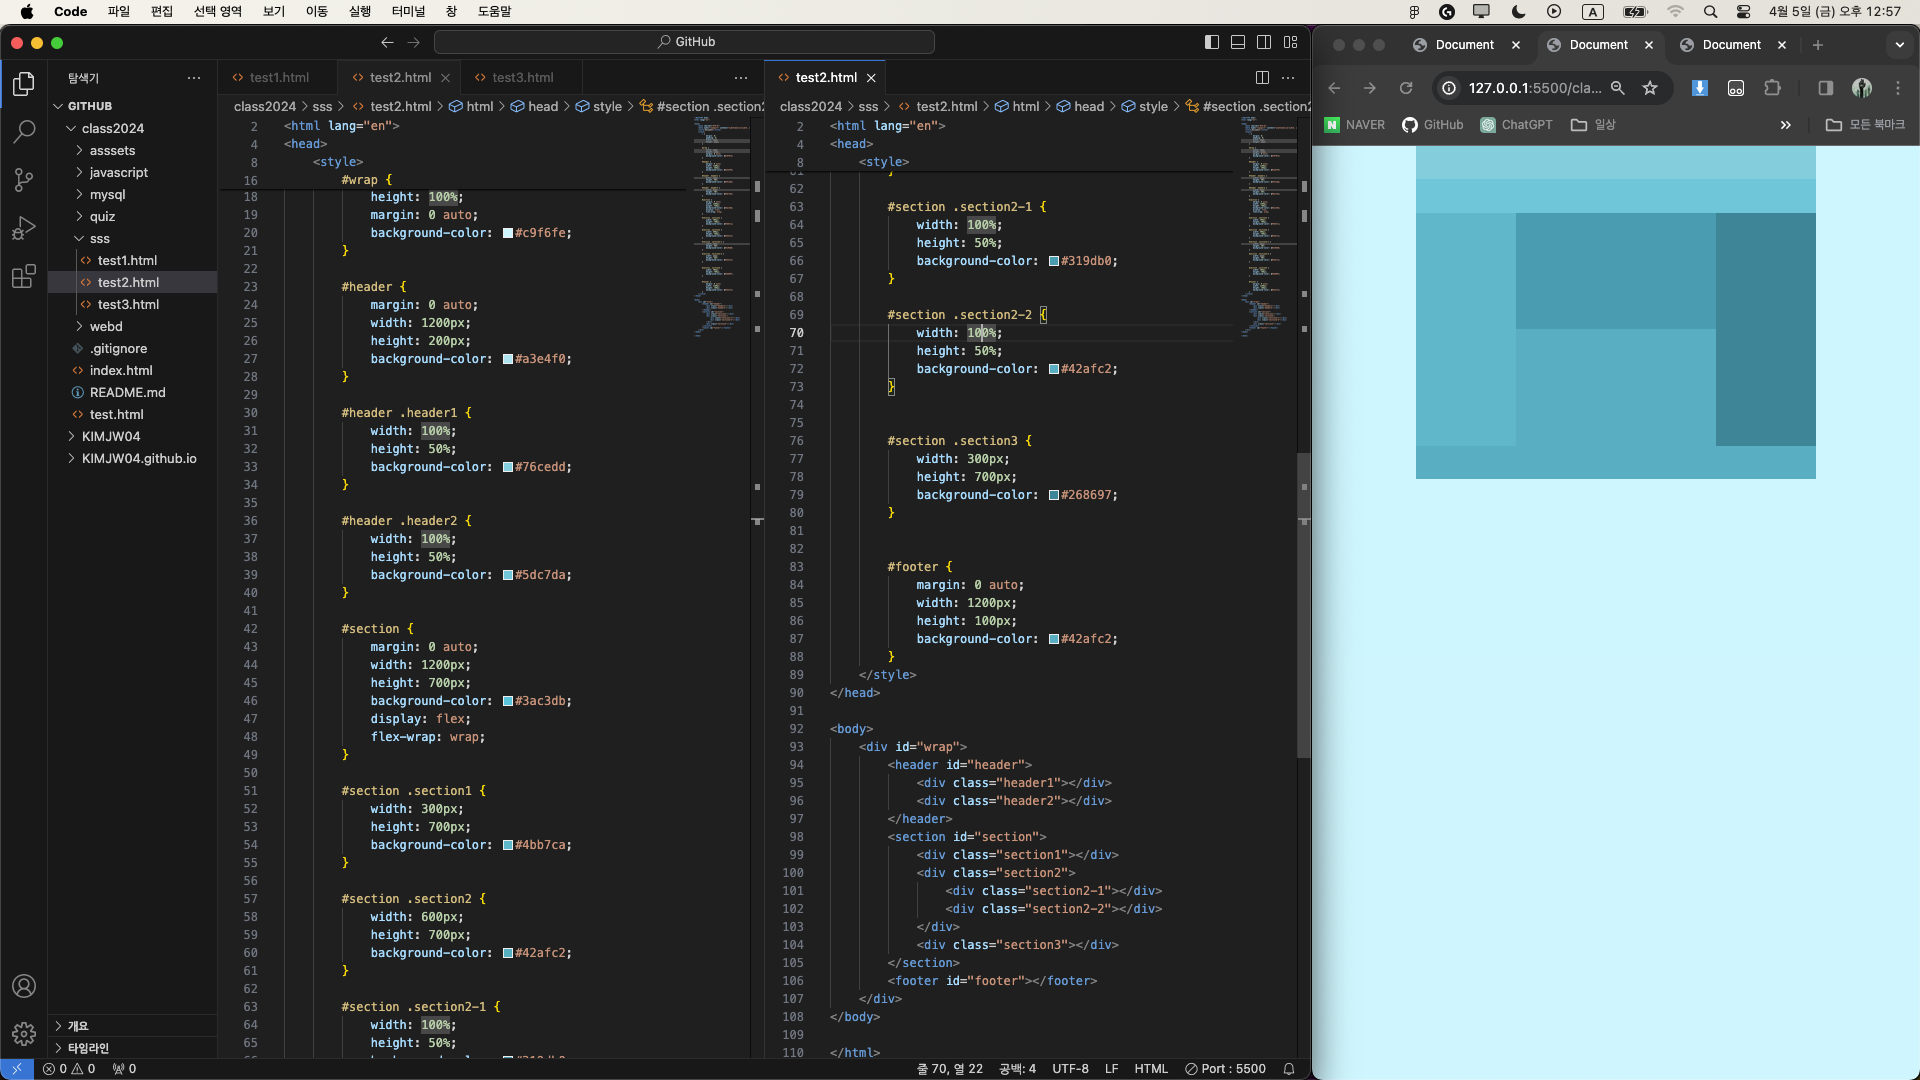 Code 파일 편집 선택 영역 보기 이동 실행 터미널 창 도움말
A 4월 5일 (금) 오후 12:57
GitHub
탐색기
GITHUB
class2024
asssets
javascript
mysql
quiz
sss
test1.html
test2.html
test3.html
webd
.gitignore
index.html
README.md
test.html
KIMJW04
KIMJW04.github.io
개요
타임라인
test1.html test2.html test3.html
class2024 > sss > test2.html > html > head > style > #section .section2
2 <html lang="en">
4 <head>
8 <style>
16 #wrap {
18 height: 100%;
19 margin: 0 auto;
20 background-color: #c9f6fe;
21 }
22
23 #header {
24 margin: 0 auto;
25 width: 1200px;
26 height: 200px;
27 background-color: #a3e4f0;
28 }
29
30 #header .header1 {
31 width: 100%;
32 height: 50%;
33 background-color: #76cedd;
34 }
35
36 #header .header2 {
37 width: 100%;
38 height: 50%;
39 background-color: #5dc7da;
40 }
41
42 #section {
43 margin: 0 auto;
44 width: 1200px;
45 height: 700px;
46 background-color: #3ac3db;
47 display: flex;
48 flex-wrap: wrap;
49 }
50
51 #section .section1 {
52 width: 300px;
53 height: 700px;
54 background-color: #4bb7ca;
55 }
56
57 #section .section2 {
58 width: 600px;
59 height: 700px;
60 background-color: #42afc2;
61 }
62
63 #section .section2-1 {
64 width: 100%;
65 height: 50%;
test2.html
class2024 > sss > test2.html > html > head > style > #section .section2
2 <html lang="en">
4 <head>
8 <style>
61 }
62
63 #section .section2-1 {
64 width: 100%;
65 height: 50%;
66 background-color: #319db0;
67 }
68
69 #section .section2-2 {
70 width: 100%;
71 height: 50%;
72 background-color: #42afc2;
73 }
74
75
76 #section .section3 {
77 width: 300px;
78 height: 700px;
79 background-color: #268697;
80 }
81
82
83 #footer {
84 margin: 0 auto;
85 width: 1200px;
86 height: 100px;
87 background-color: #42afc2;
88 }
89 </style>
90 </head>
91
92 <body>
93 <div id="wrap">
94 <header id="header">
95 <div class="header1"></div>
96 <div class="header2"></div>
97 </header>
98 <section id="section">
99 <div class="section1"></div>
100 <div class="section2">
101 <div class="section2-1"></div>
102 <div class="section2-2"></div>
103 </div>
104 <div class="section3"></div>
105 </section>
106 <footer id="footer"></footer>
107 </div>
108 </body>
109
110 </html>
0 0 0
줄 70, 열 22 공백: 4 UTF-8 LF HTML Port : 5500
Document Document Document
127.0.0.1:5500/cla...
N NAVER GitHub ChatGPT 일상 » 모든 북마크